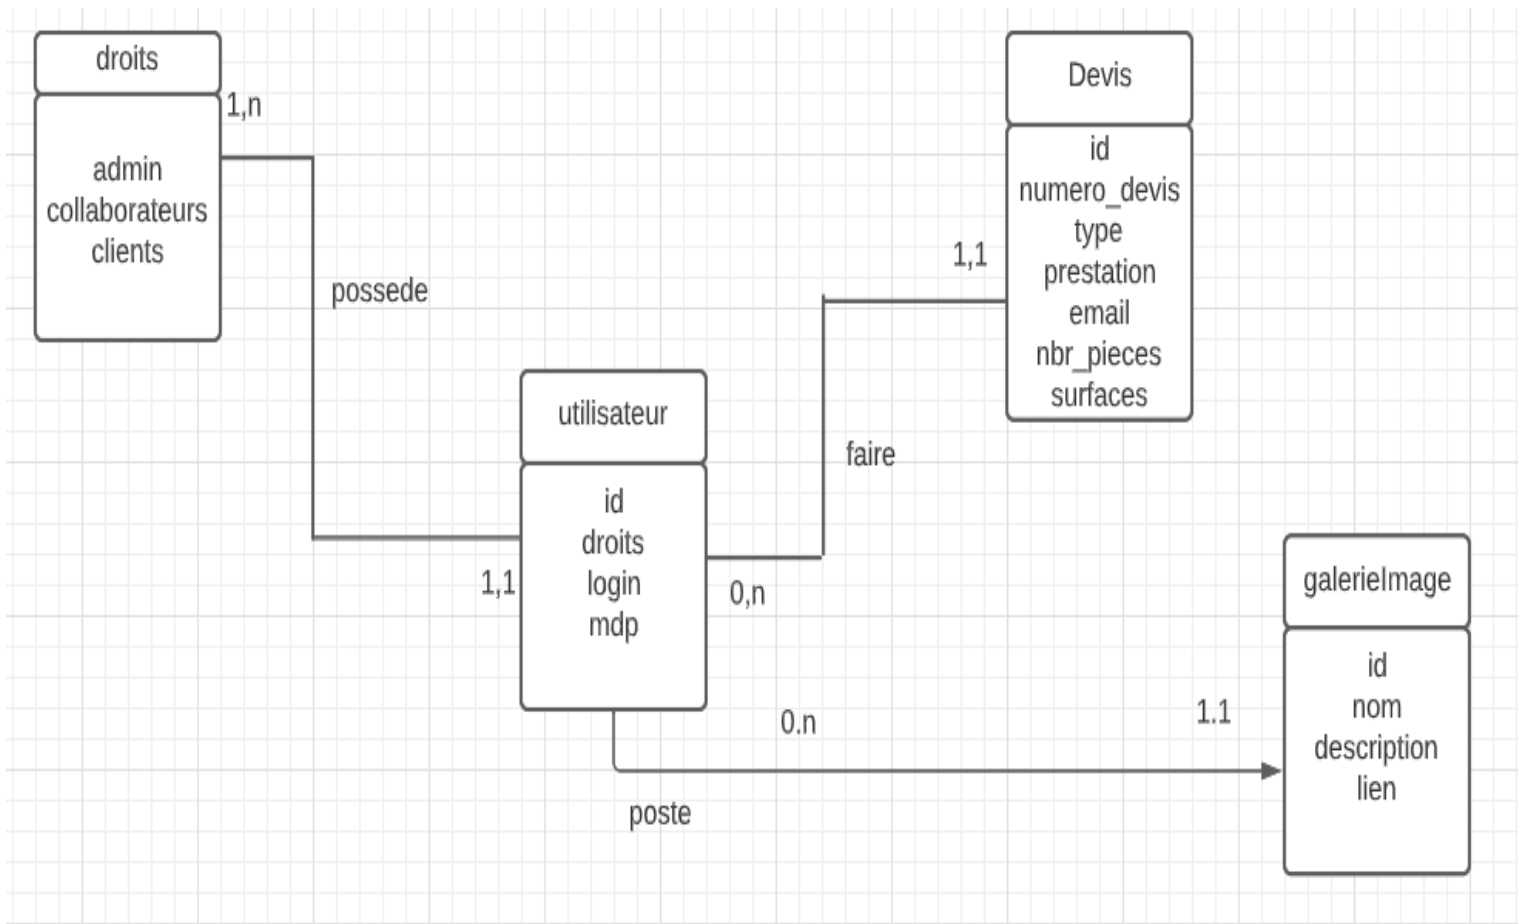 droits
1,n
admin
collaborateurs
clients
possede
Devis
id
numero_devis
type
prestation
email
nbr_pieces
surfaces
1,1
faire
utilisateur
id
droits
login
mdp
1,1
0,n
0.n
1.1
poste
galerieImage
id
nom
description
lien